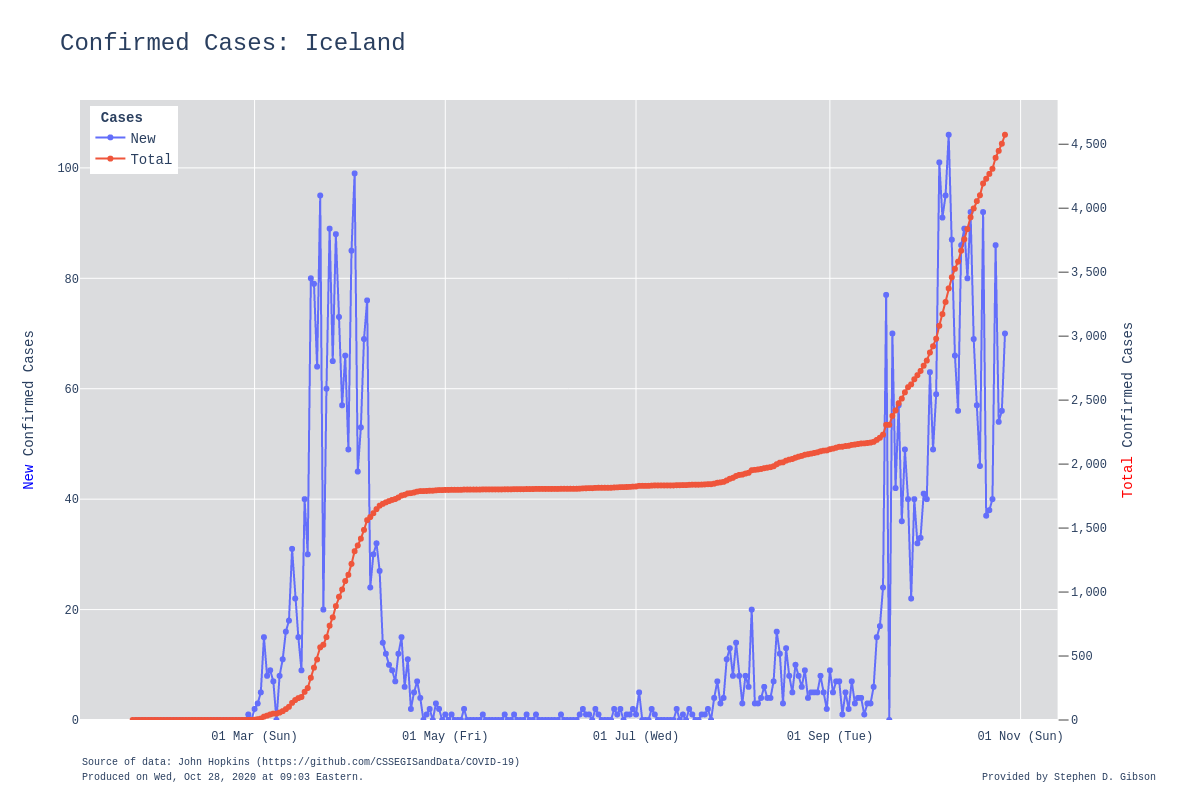 Confirmed Cases: Iceland
Cases
New
Total
100
80
60
40
20
0
4,500
4,000
3,500
3,000
2,500
2,000
1,500
1,000
500
0
New Confirmed Cases
Total Confirmed Cases
01 Mar (Sun)
01 May (Fri)
01 Jul (Wed)
01 Sep (Tue)
01 Nov (Sun)
Source of data: John Hopkins (https://github.com/CSSEGISandData/COVID-19)
Produced on Wed, Oct 28, 2020 at 09:03 Eastern.
Provided by Stephen D. Gibson